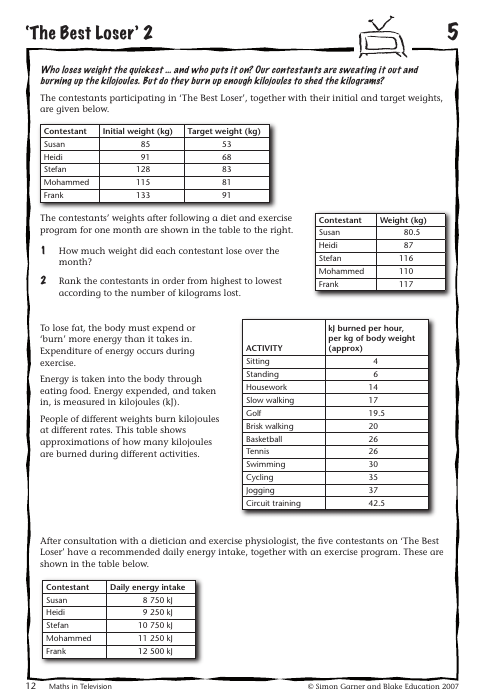 ‘The Best Loser’ 2
5
Who loses weight the quickest ... and who puts it on? Our contestants are sweating it out and
burning up the kilojoules. But do they burn up enough kilojoules to shed the kilograms?
The contestants participating in ‘The Best Loser’, together with their initial and target weights,
are given below.
Contestant Initial weight (kg) Target weight (kg)
Susan 85 53
Heidi 91 68
Stefan 128 83
Mohammed 115 81
Frank 133 91
The contestants’ weights after following a diet and exercise
program for one month are shown in the table to the right.
1 How much weight did each contestant lose over the
month?
2 Rank the contestants in order from highest to lowest
according to the number of kilograms lost.
Contestant Weight (kg)
Susan 80.5
Heidi 87
Stefan 116
Mohammed 110
Frank 117
To lose fat, the body must expend or
‘burn’ more energy than it takes in.
Expenditure of energy occurs during
exercise.
Energy is taken into the body through
eating food. Energy expended, and taken
in, is measured in kilojoules (kJ).
People of different weights burn kilojoules
at different rates. This table shows
approximations of how many kilojoules
are burned during different activities.
kJ burned per hour,
per kg of body weight
ACTIVITY (approx)
Sitting 4
Standing 6
Housework 14
Slow walking 17
Golf 19.5
Brisk walking 20
Basketball 26
Tennis 26
Swimming 30
Cycling 35
Jogging 37
Circuit training 42.5
After consultation with a dietician and exercise physiologist, the five contestants on ‘The Best
Loser’ have a recommended daily energy intake, together with an exercise program. These are
shown in the table below.
Contestant Daily energy intake
Susan 8 750 kJ
Heidi 9 250 kJ
Stefan 10 750 kJ
Mohammed 11 250 kJ
Frank 12 500 kJ
12 Maths in Television © Simon Garner and Blake Education 2007